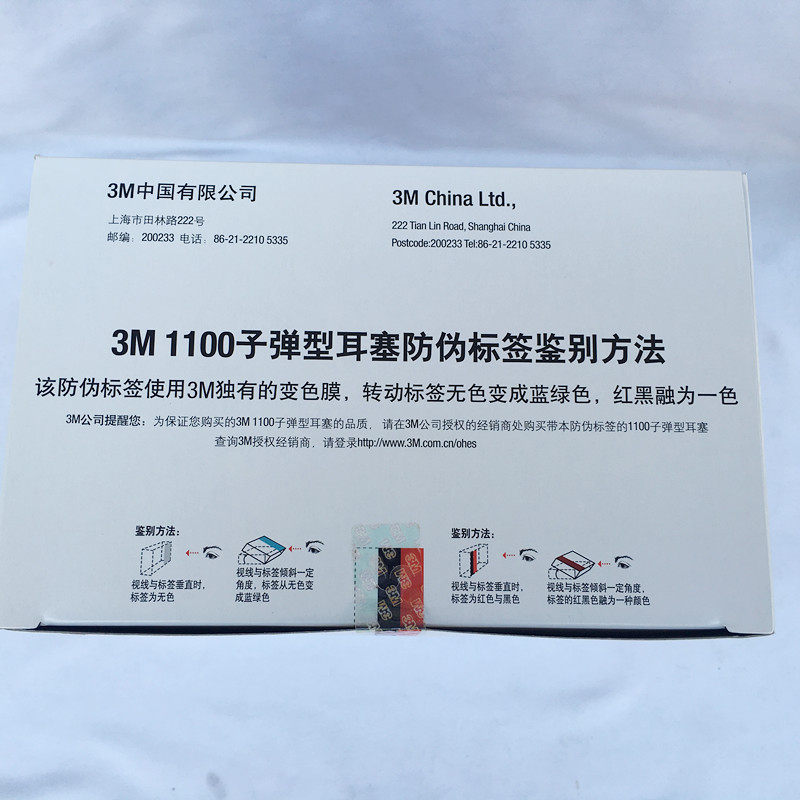 3M中国有限公司
上海市田林路222号
邮编：200233 电话：86-21-2210 5335
3M China Ltd.,
222 Tian Lin Road, Shanghai China
Postcode:200233 Tel:86-21-2210 5335
3M 1100子弹型耳塞防伪标签鉴别方法
该防伪标签使用3M独有的变色膜，转动标签无色变成蓝绿色，红黑融为一色
3M公司提醒您：为保证您购买的3M 1100子弹型耳塞的品质，请在3M公司授权的经销商处购买带本防伪标签的1100子弹型耳塞
查询3M授权经销商，请登录http://www.3M.com.cn/ohes
鉴别方法：
视线与标签垂直时，
标签为无色
视线与标签倾斜一定
角度，标签从无色变
成蓝绿色
3M
鉴别方法：
视线与标签垂直时，
标签为红色与黑色
视线与标签倾斜一定角度，
标签的红黑色融为一种颜色